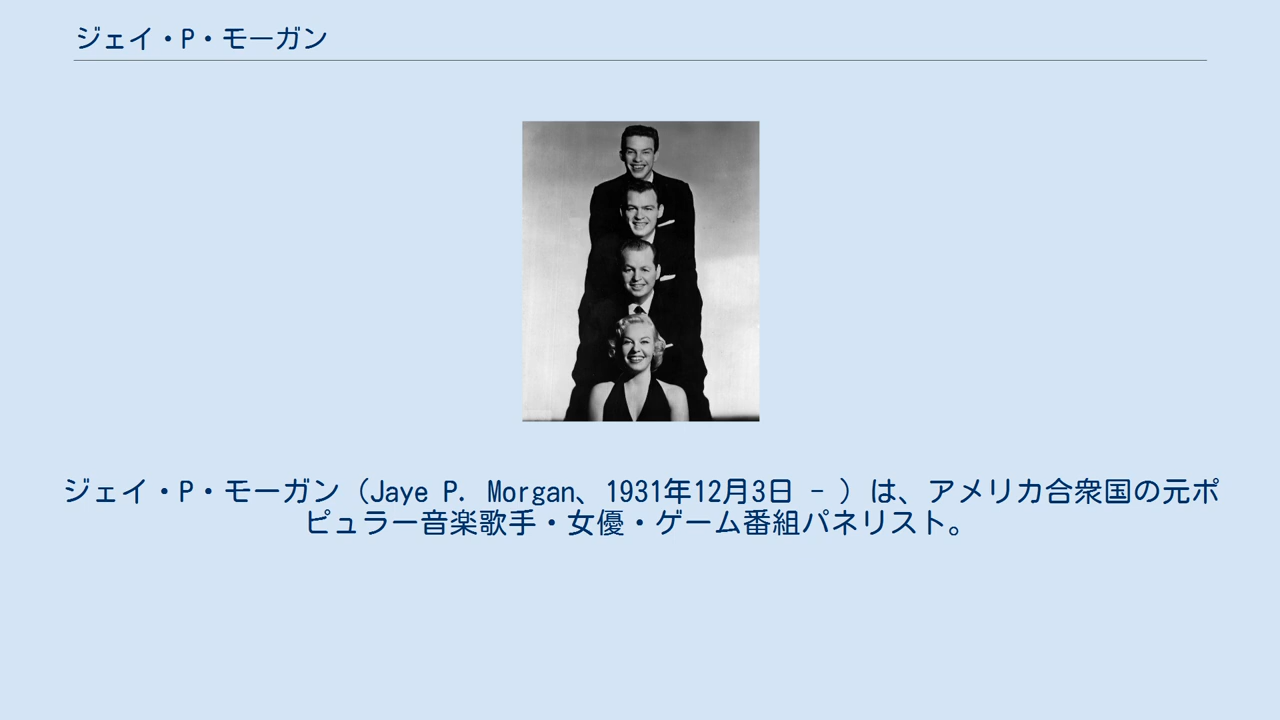 ジェイ・P・モーガン
ジェイ・P・モーガン（Jaye P. Morgan、1931年12月3日 - ）は、アメリカ合衆国の元ポ
ピュラー音楽歌手・女優・ゲーム番組パネリスト。